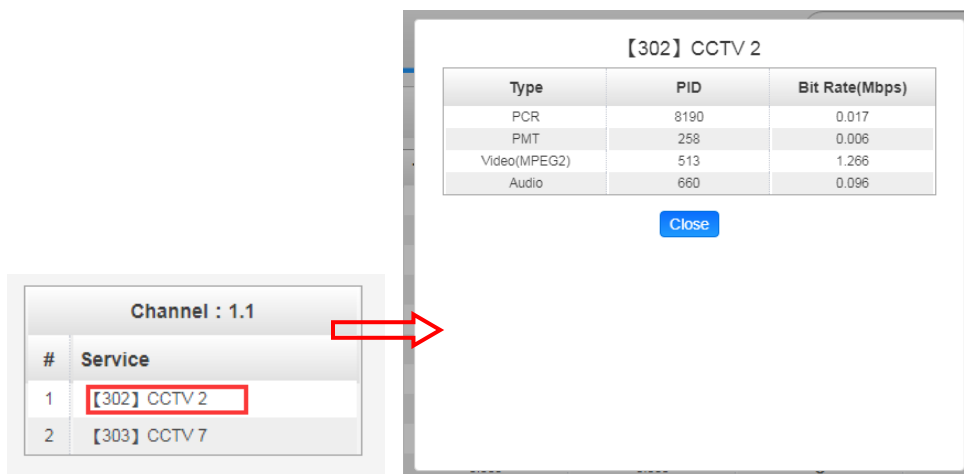 【302】CCTV 2
Type PID Bit Rate(Mbps)
PCR 8190 0.017
PMT 258 0.006
Video(MPEG2) 513 1.266
Audio 660 0.096
Close
Channel : 1.1
# Service
1 【302】CCTV 2
2 【303】CCTV 7